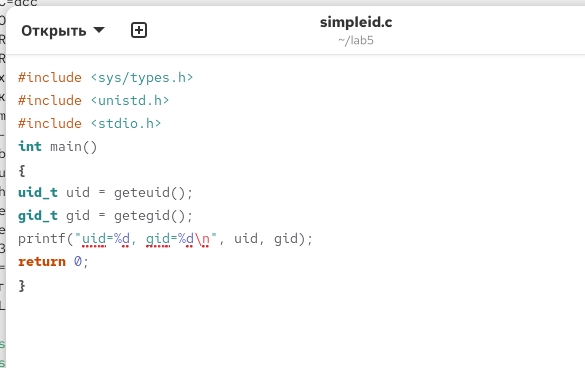 Открыть
simpleid.c
~/lab5
#include <sys/types.h>
#include <unistd.h>
#include <stdio.h>
int main()
{
uid_t uid = geteuid();
gid_t gid = getegid();
printf("uid=%d, gid=%d\n", uid, gid);
return 0;
}